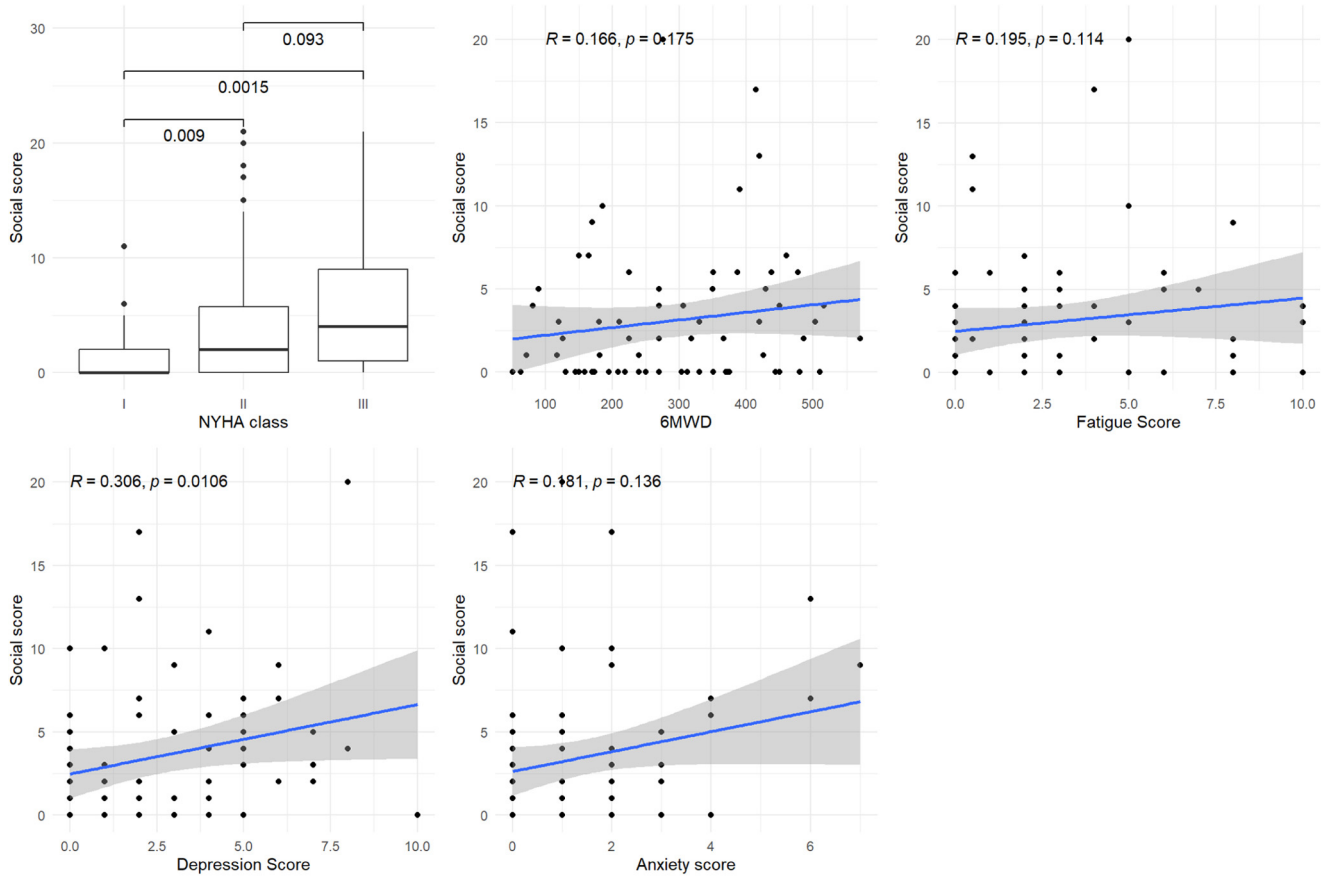 30
20
10
0
Social score
0.093
0.0015
0.009
I
II
III
NYHA class
20
15
10
5
0
Social score
R = 0.166, p = 0.175
100
200
300
400
500
6MWD
20
15
10
5
0
Social score
R = 0.195, p = 0.114
0.0
2.5
5.0
7.5
10.0
Fatigue Score
20
15
10
5
0
Social score
R = 0.306, p = 0.0106
0.0
2.5
5.0
7.5
10.0
Depression Score
20
15
10
5
0
Social score
R = 0.181, p = 0.136
0
2
4
6
Anxiety score